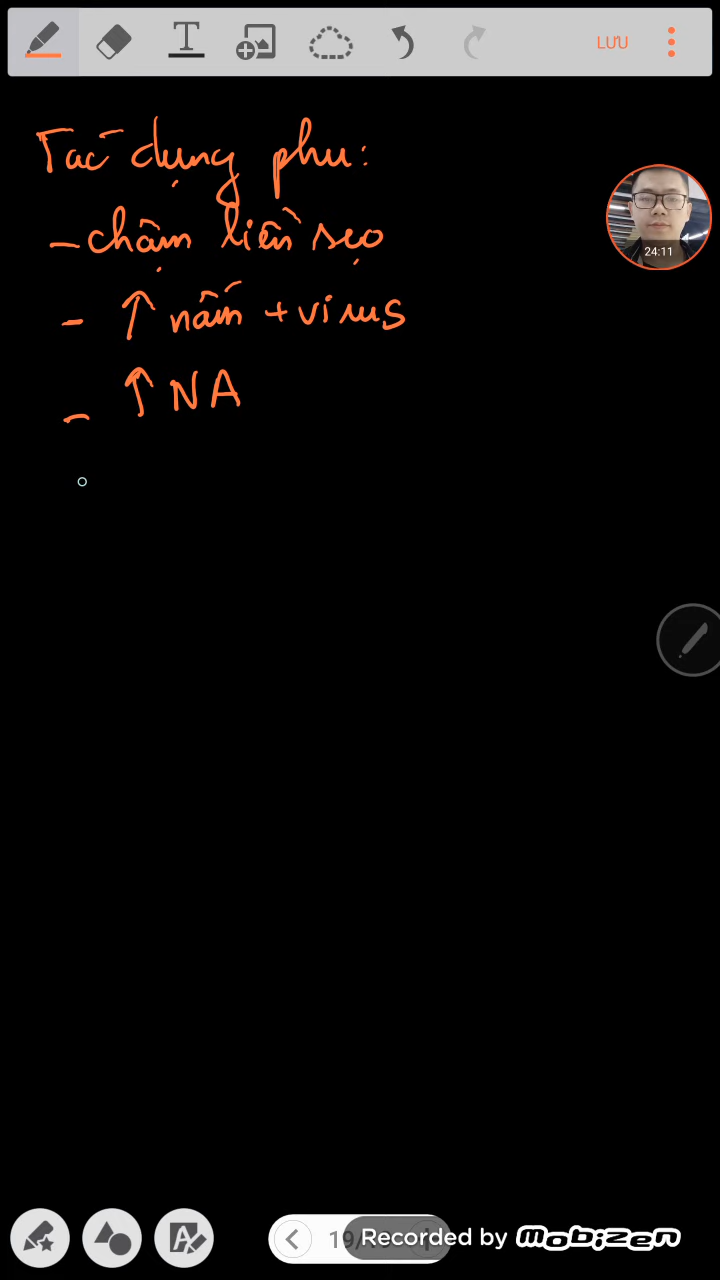 T
LƯU
Tác dụng phụ:
- chậm liền sẹo
24:11
- ↑ nấm + virus
- ↑ NA
A
Recorded by mobizen